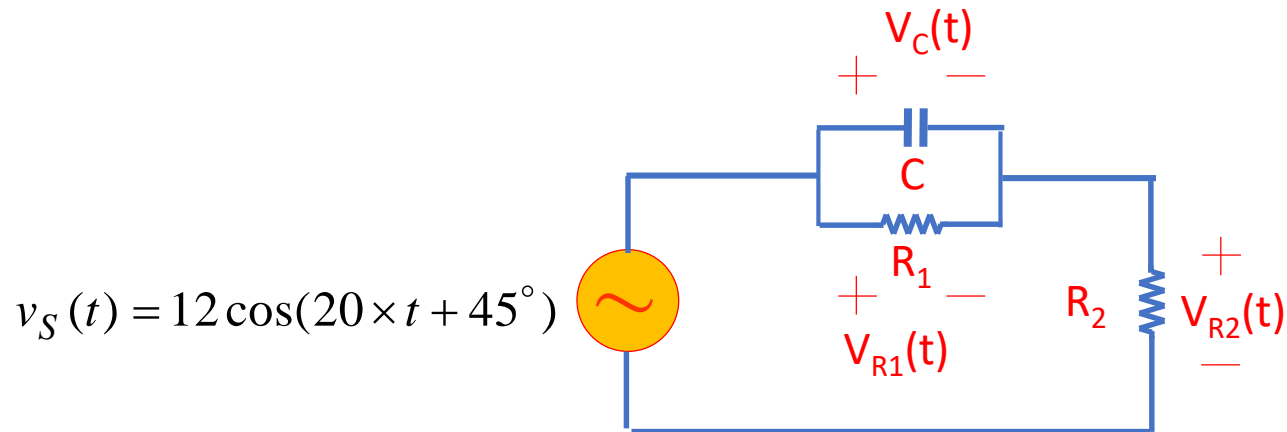 V_C(t)
+ −
C
R_1
+ −
V_R1(t)
v_S(t) = 12 cos(20 × t + 45°)
~
R_2
+
V_R2(t)
−